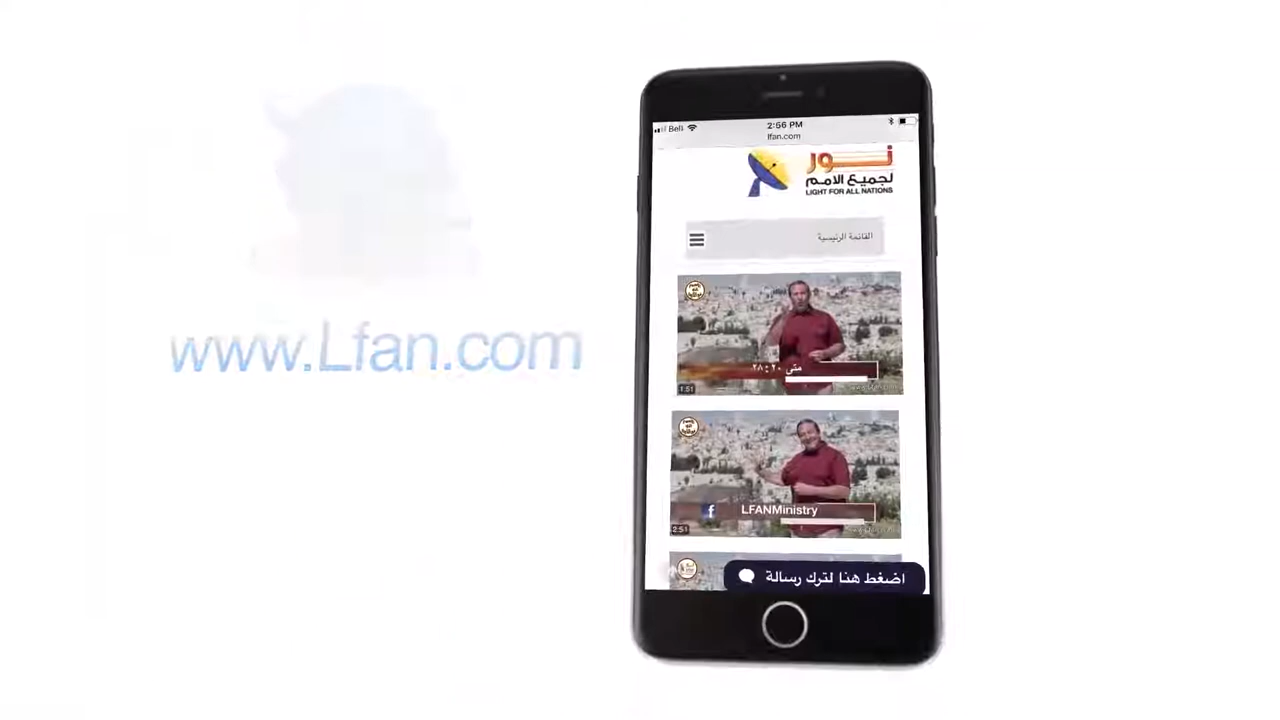 www.Lfan.com
Bell
2:56 PM
lfan.com
نور
لجميع الامم
LIGHT FOR ALL NATIONS
القائمة الرئيسية
متى ٢٠ : ٢٨
1:51
LFANMinistry
2:51
اضغط هنا لترك رسالة